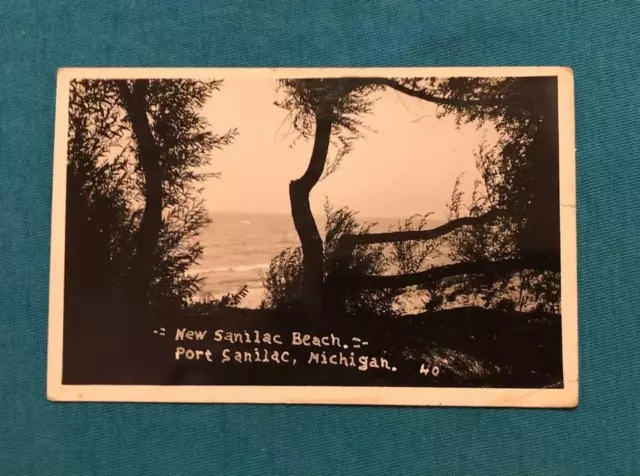 -= New Sanilac Beach. =-
Port Sanilac, Michigan. 40